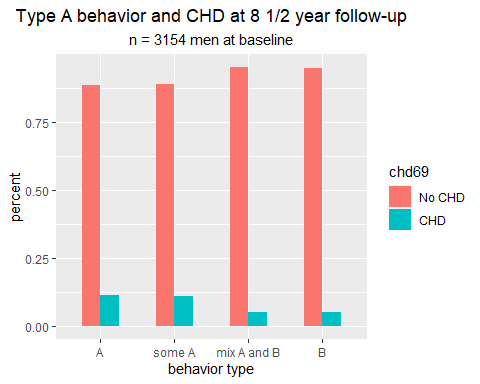 Type A behavior and CHD at 8 1/2 year follow-up
n = 3154 men at baseline
percent
0.75
0.50
0.25
0.00
A some A mix A and B B
behavior type
chd69
No CHD
CHD